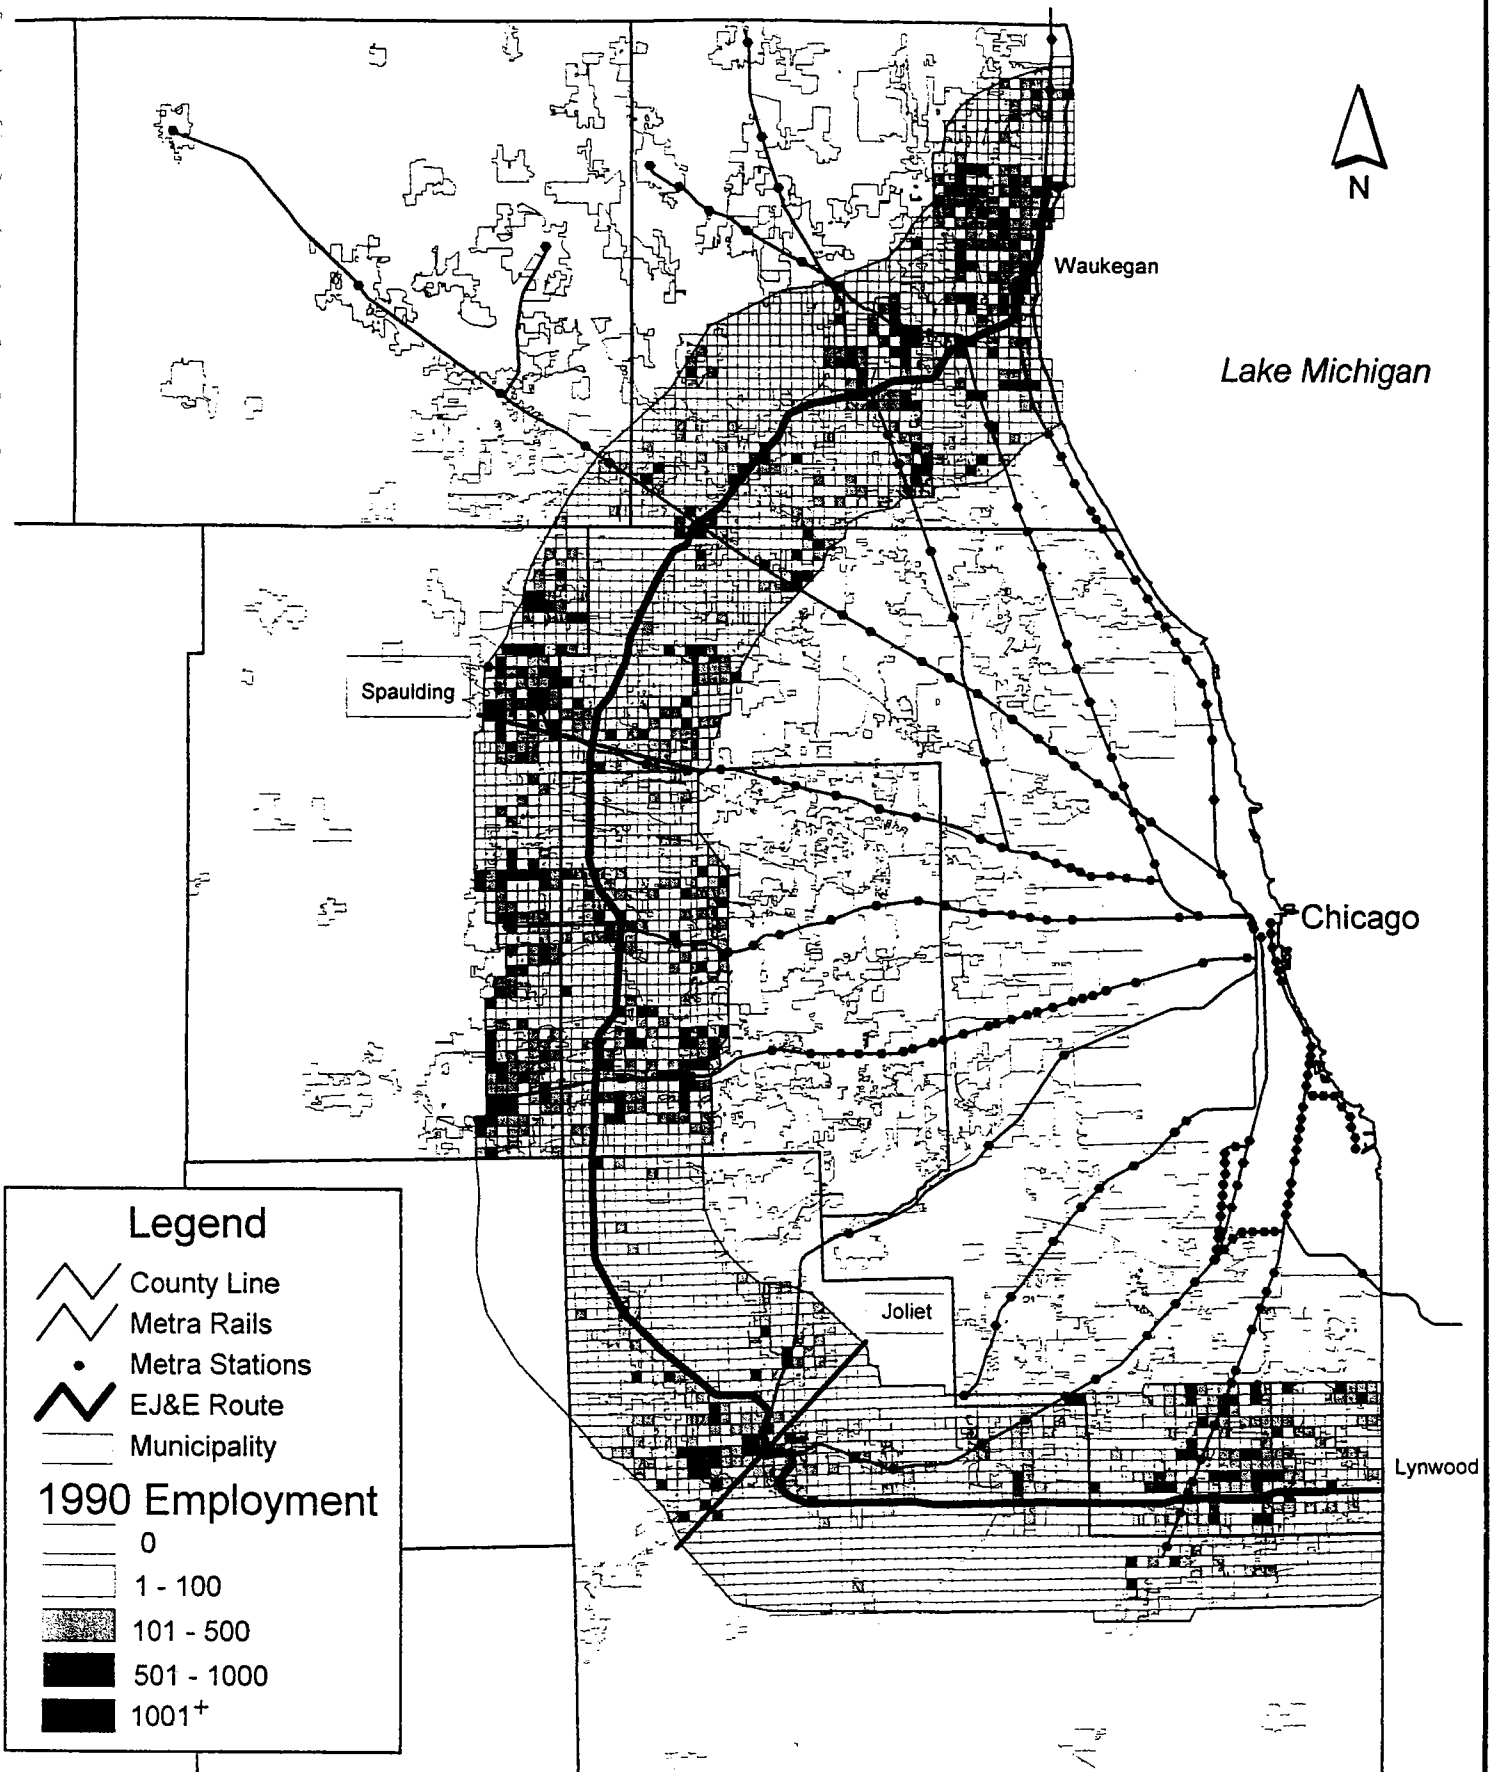 N
Waukegan
Lake Michigan
Spaulding
Chicago
Legend
County Line
Metra Rails
Metra Stations
EJ&E Route
Municipality
1990 Employment
0
1 - 100
101 - 500
501 - 1000
1001+
Joliet
Lynwood